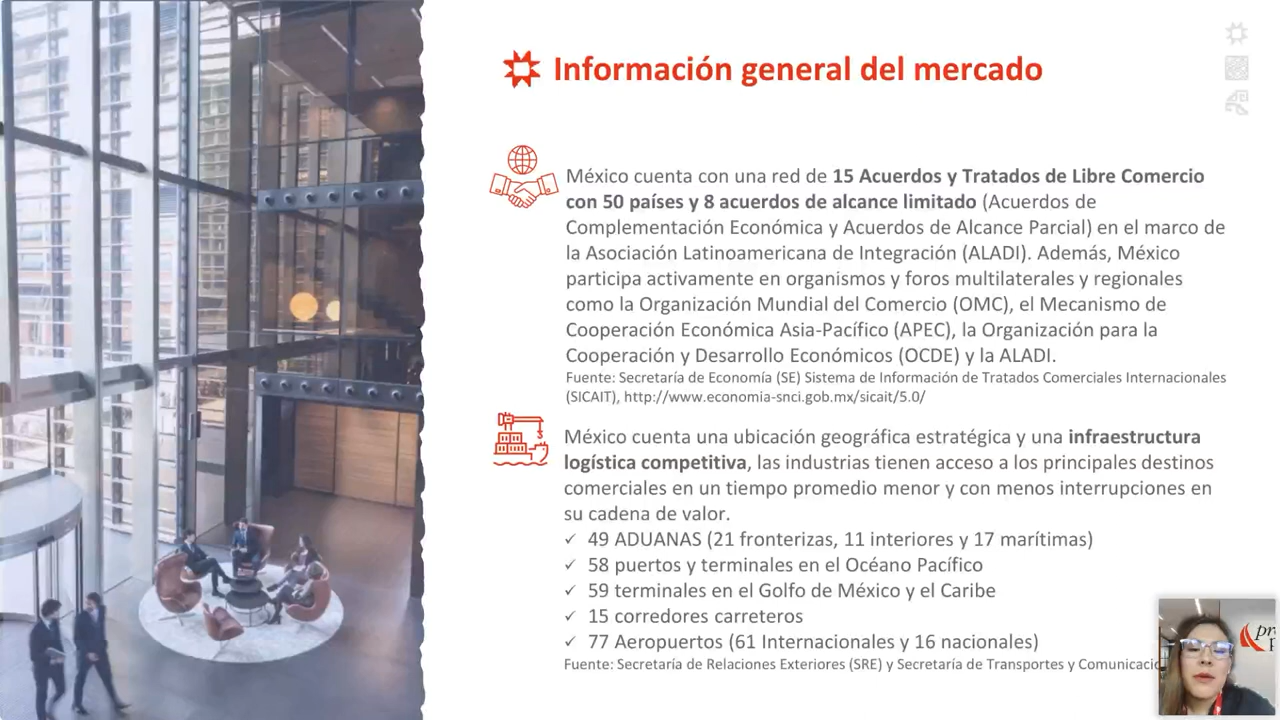 Información general del mercado
México cuenta con una red de 15 Acuerdos y Tratados de Libre Comercio
con 50 países y 8 acuerdos de alcance limitado (Acuerdos de
Complementación Económica y Acuerdos de Alcance Parcial) en el marco de
la Asociación Latinoamericana de Integración (ALADI). Además, México
participa activamente en organismos y foros multilaterales y regionales
como la Organización Mundial del Comercio (OMC), el Mecanismo de
Cooperación Económica Asia-Pacífico (APEC), la Organización para la
Cooperación y Desarrollo Económicos (OCDE) y la ALADI.
Fuente: Secretaría de Economía (SE) Sistema de Información de Tratados Comerciales Internacionales
(SICAIT), http://www.economia-snci.gob.mx/sicait/5.0/
México cuenta una ubicación geográfica estratégica y una infraestructura
logística competitiva, las industrias tienen acceso a los principales destinos
comerciales en un tiempo promedio menor y con menos interrupciones en
su cadena de valor.
✓ 49 ADUANAS (21 fronterizas, 11 interiores y 17 marítimas)
✓ 58 puertos y terminales en el Océano Pacífico
✓ 59 terminales en el Golfo de México y el Caribe
✓ 15 corredores carreteros
✓ 77 Aeropuertos (61 Internacionales y 16 nacionales)
Fuente: Secretaría de Relaciones Exteriores (SRE) y Secretaría de Transportes y